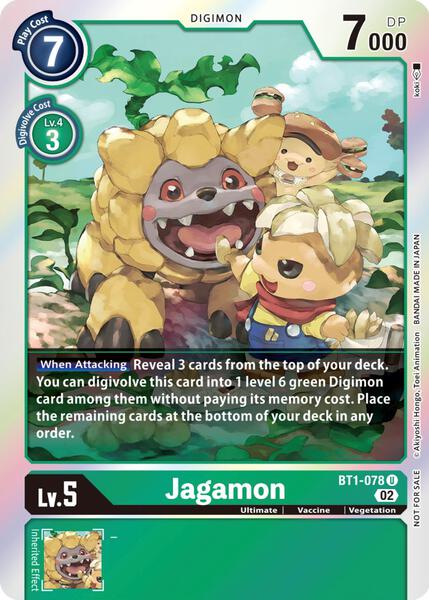 DIGIMON
Play Cost
7
7000
DP
koki
Digivolve Cost
Lv.4
3
When Attacking Reveal 3 cards from the top of your deck.
You can digivolve this card into 1 level 6 green Digimon
card among them without paying its memory cost. Place
the remaining cards at the bottom of your deck in any
order.
©Akiyoshi Hongo, Toei Animation BANDAI MADE IN JAPAN
NOT FOR SALE
Lv.5
Jagamon
BT1-078 U
02
Ultimate | Vaccine | Vegetation
Inherited Effect
–